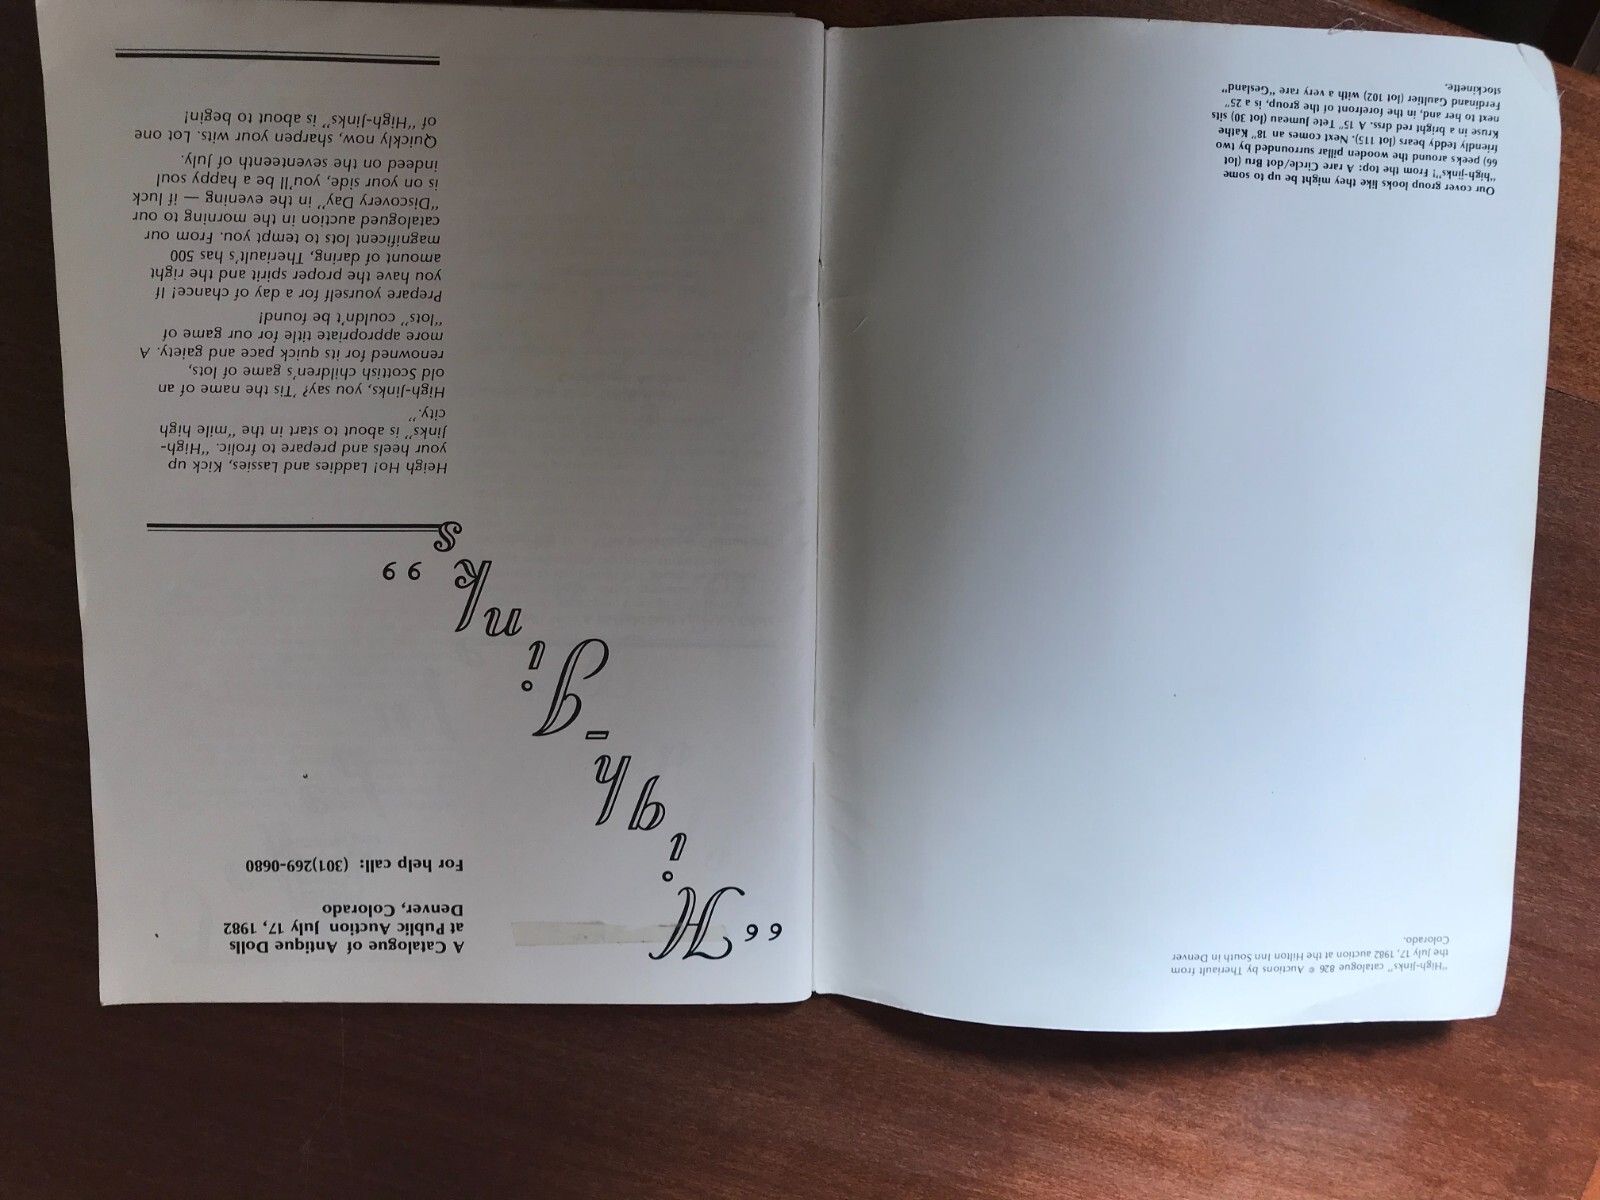 "High-Jinks" catalogue 826 © Auctions by Theriault from
the July 17, 1982 auction at the Hilton Inn South in Denver
Colorado.
Our cover group looks like they might be up to some
"high-jinks"! From the top: A rare Circle/dot Bru (lot
66) peeks around the wooden pillar surrounded by two
friendly teddy bears (lot 115). Next comes an 18" Kathe
Kruse in a bright red drss. A 15" Tete Jumeau (lot 30) sits
next to her and, in the forefront of the group, is a 25"
Ferdinand Gaultier (lot 102) with a very rare "Gesland"
stockinette.
"High-Jinks"
A Catalogue of Antique Dolls
at Public Auction July 17, 1982
Denver, Colorado
For help call: (301)269-0680
Heigh Ho! Laddies and Lassies, Kick up
your heels and prepare to frolic. "High-
Jinks" is about to start in the "mile high
city."
High-Jinks, you say? 'Tis the name of an
old Scottish children's game of lots,
renowned for its quick pace and gaiety. A
more appropriate title for our game of
"lots" couldn't be found!
Prepare yourself for a day of chance! If
you have the proper spirit and the right
amount of daring, Theriault's has 500
magnificent lots to tempt you. From our
catalogued auction in the morning to our
"Discovery Day" in the evening — if luck
is on your side, you'll be a happy soul
indeed on the seventeenth of July.
Quickly now, sharpen your wits. Lot one
of "High-Jinks" is about to begin!